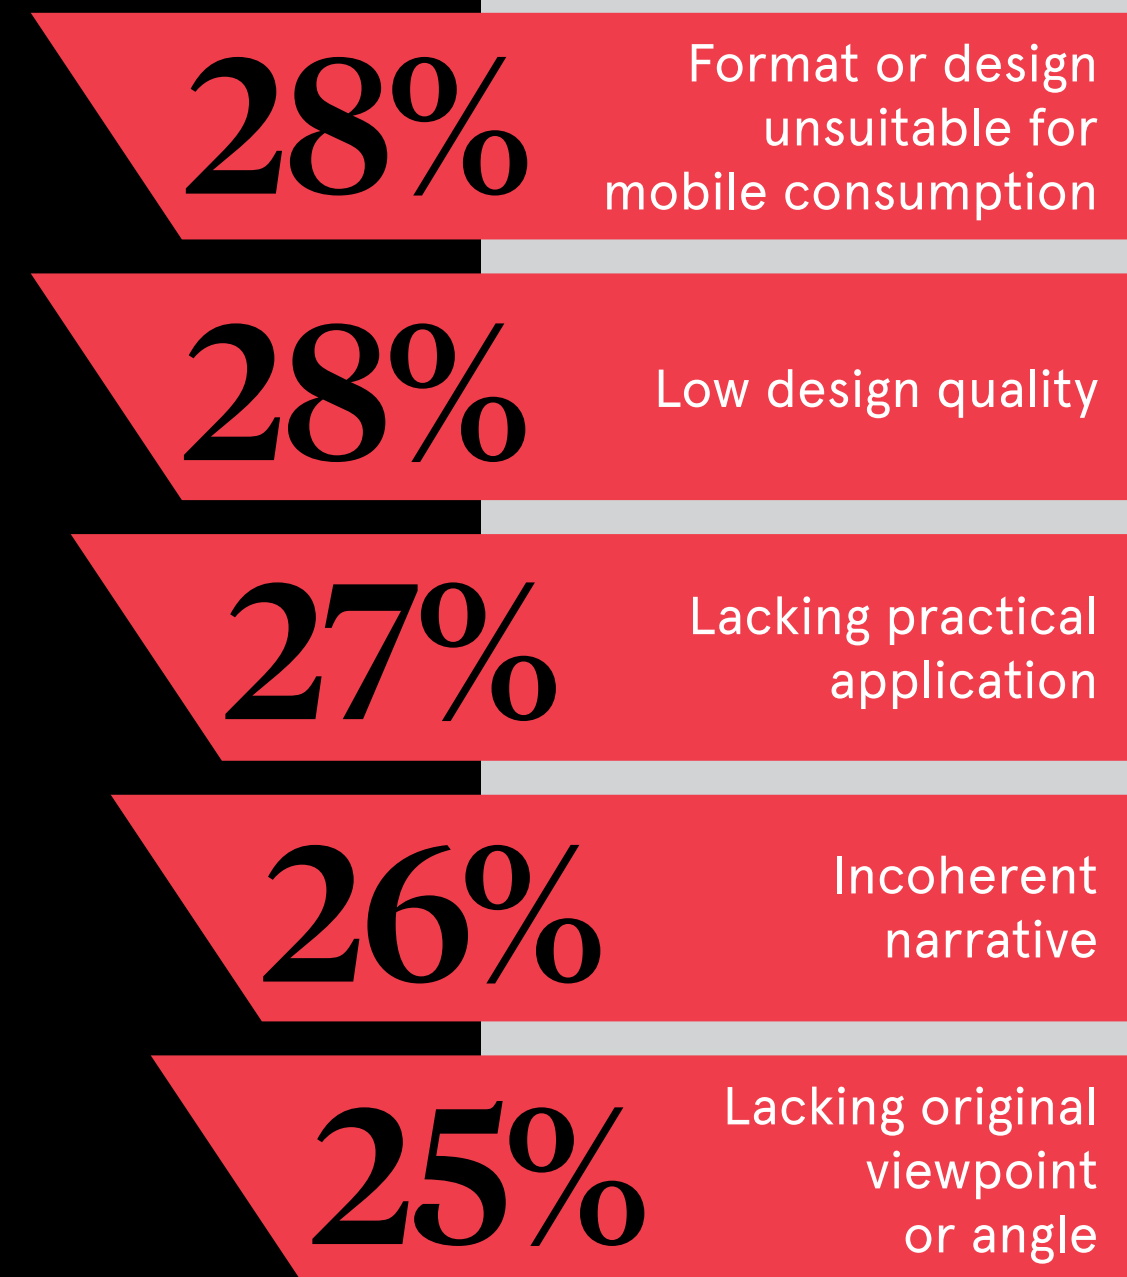 28%
Format or design
unsuitable for
mobile consumption
28%
Low design quality
27%
Lacking practical
application
26%
Incoherent
narrative
25%
Lacking original
viewpoint
or angle